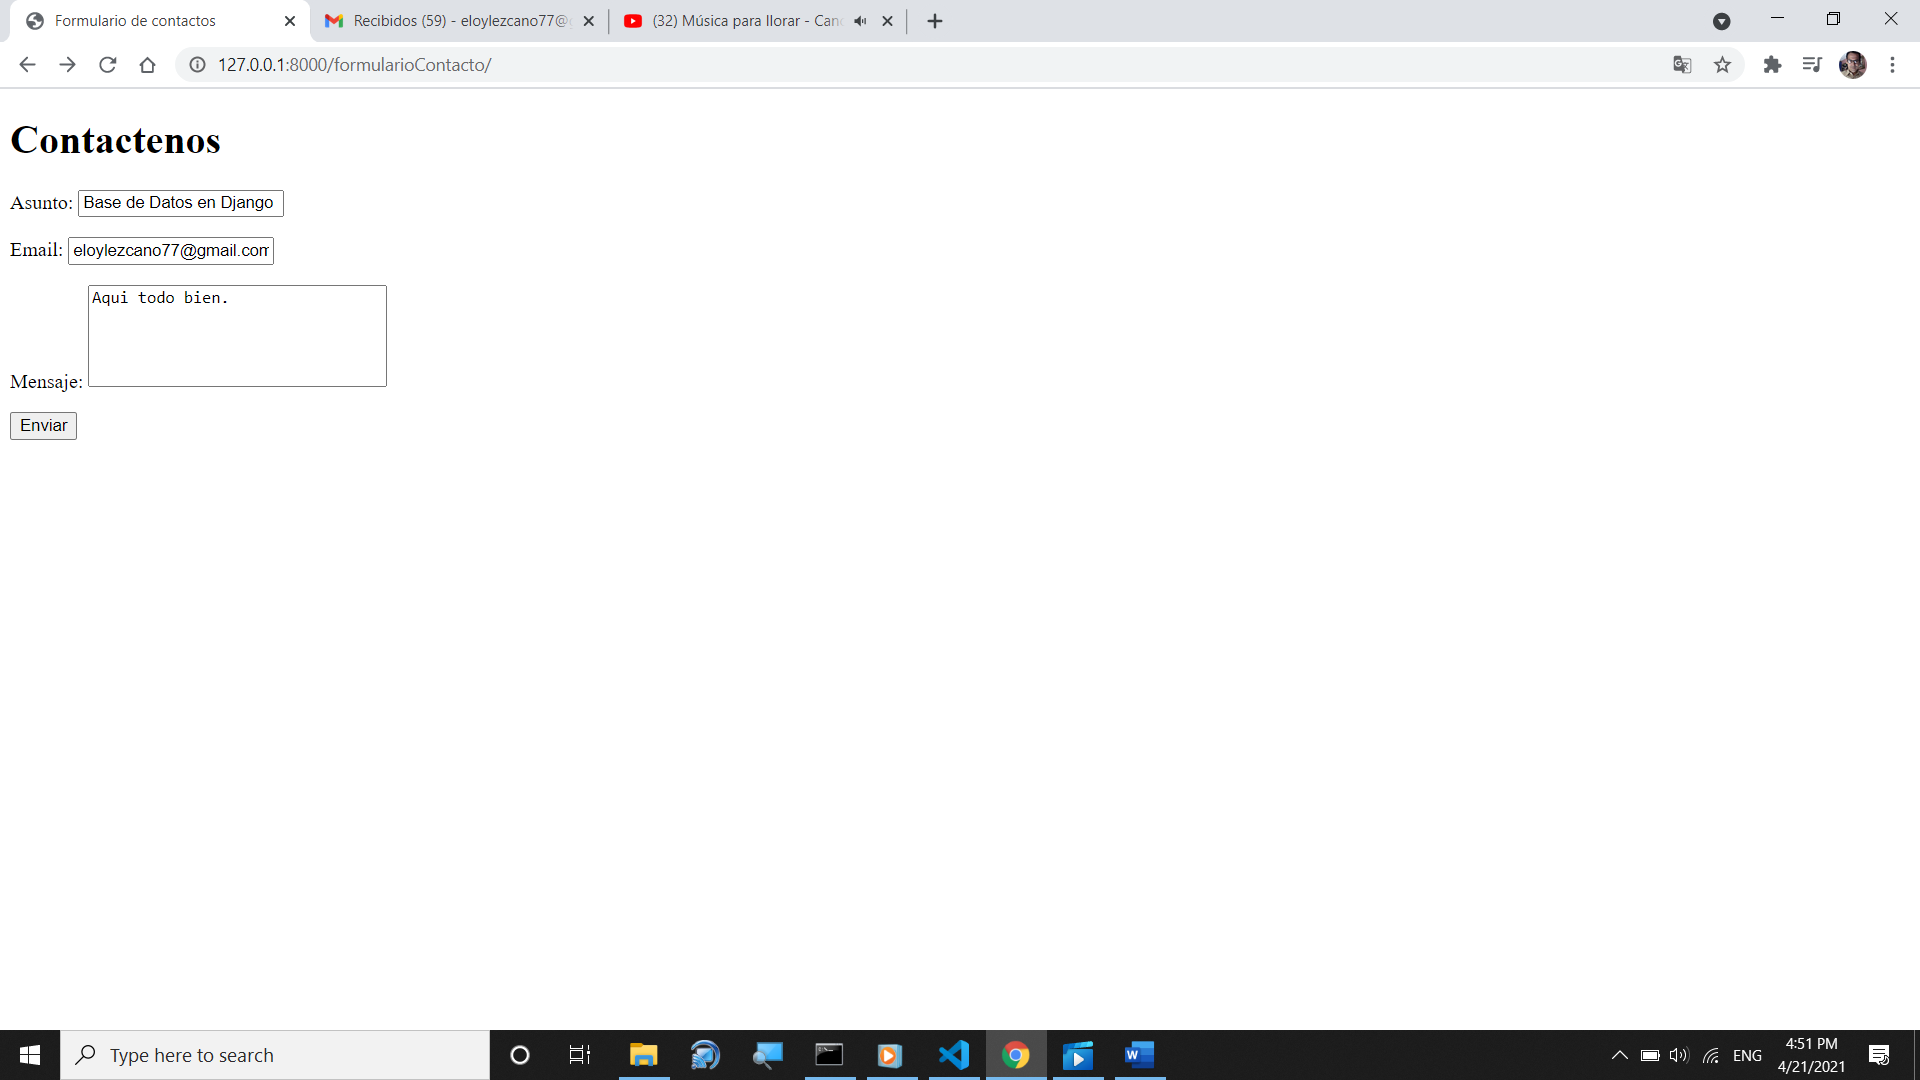 Formulario de contactos
Recibidos (59) - eloylezcano77@
(32) Música para llorar - Canc
127.0.0.1:8000/formularioContacto/
Contactenos
Asunto: Base de Datos en Django
Email: eloylezcano77@gmail.com
Aqui todo bien.
Mensaje:
Enviar
Type here to search
ENG
4:51 PM
4/21/2021